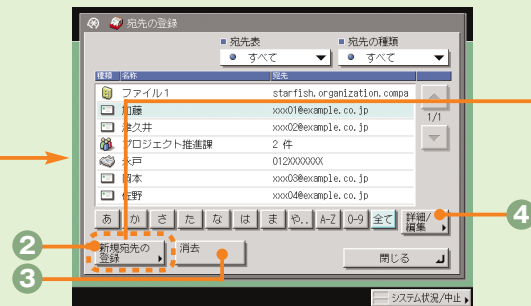 宛先の登録
■ 宛先表 ■ 宛先の種類
● すべて ▼ ● すべて ▼
種類 名称 宛先
ファイル1 starfish.organization.compa
加藤 xxx01@example.co.jp
津久井 xxx02@example.co.jp
プロジェクト推進課 2 件
水戸 012XXXXXXX
岡本 xxx03@example.co.jp
佐野 xxx04@example.co.jp
1/1
あ か さ た な は ま や.. A-Z 0-9 全て 詳細/
編集
4
2 新規宛先の
登録
消去
3
閉じる
システム状況/中止